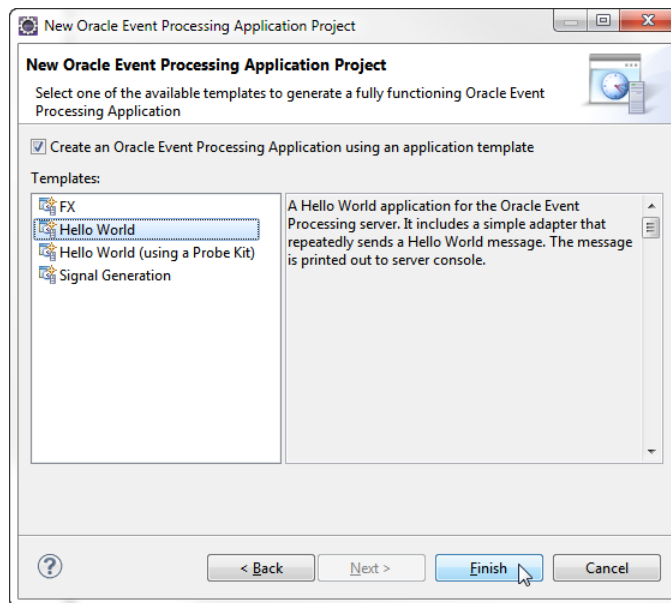 New Oracle Event Processing Application Project
New Oracle Event Processing Application Project
Select one of the available templates to generate a fully functioning Oracle Event
Processing Application
Create an Oracle Event Processing Application using an application template
Templates:
FX
Hello World
Hello World (using a Probe Kit)
Signal Generation
A Hello World application for the Oracle Event
Processing server. It includes a simple adapter that
repeatedly sends a Hello World message. The message
is printed out to server console.
?
< Back
Next >
Finish
Cancel